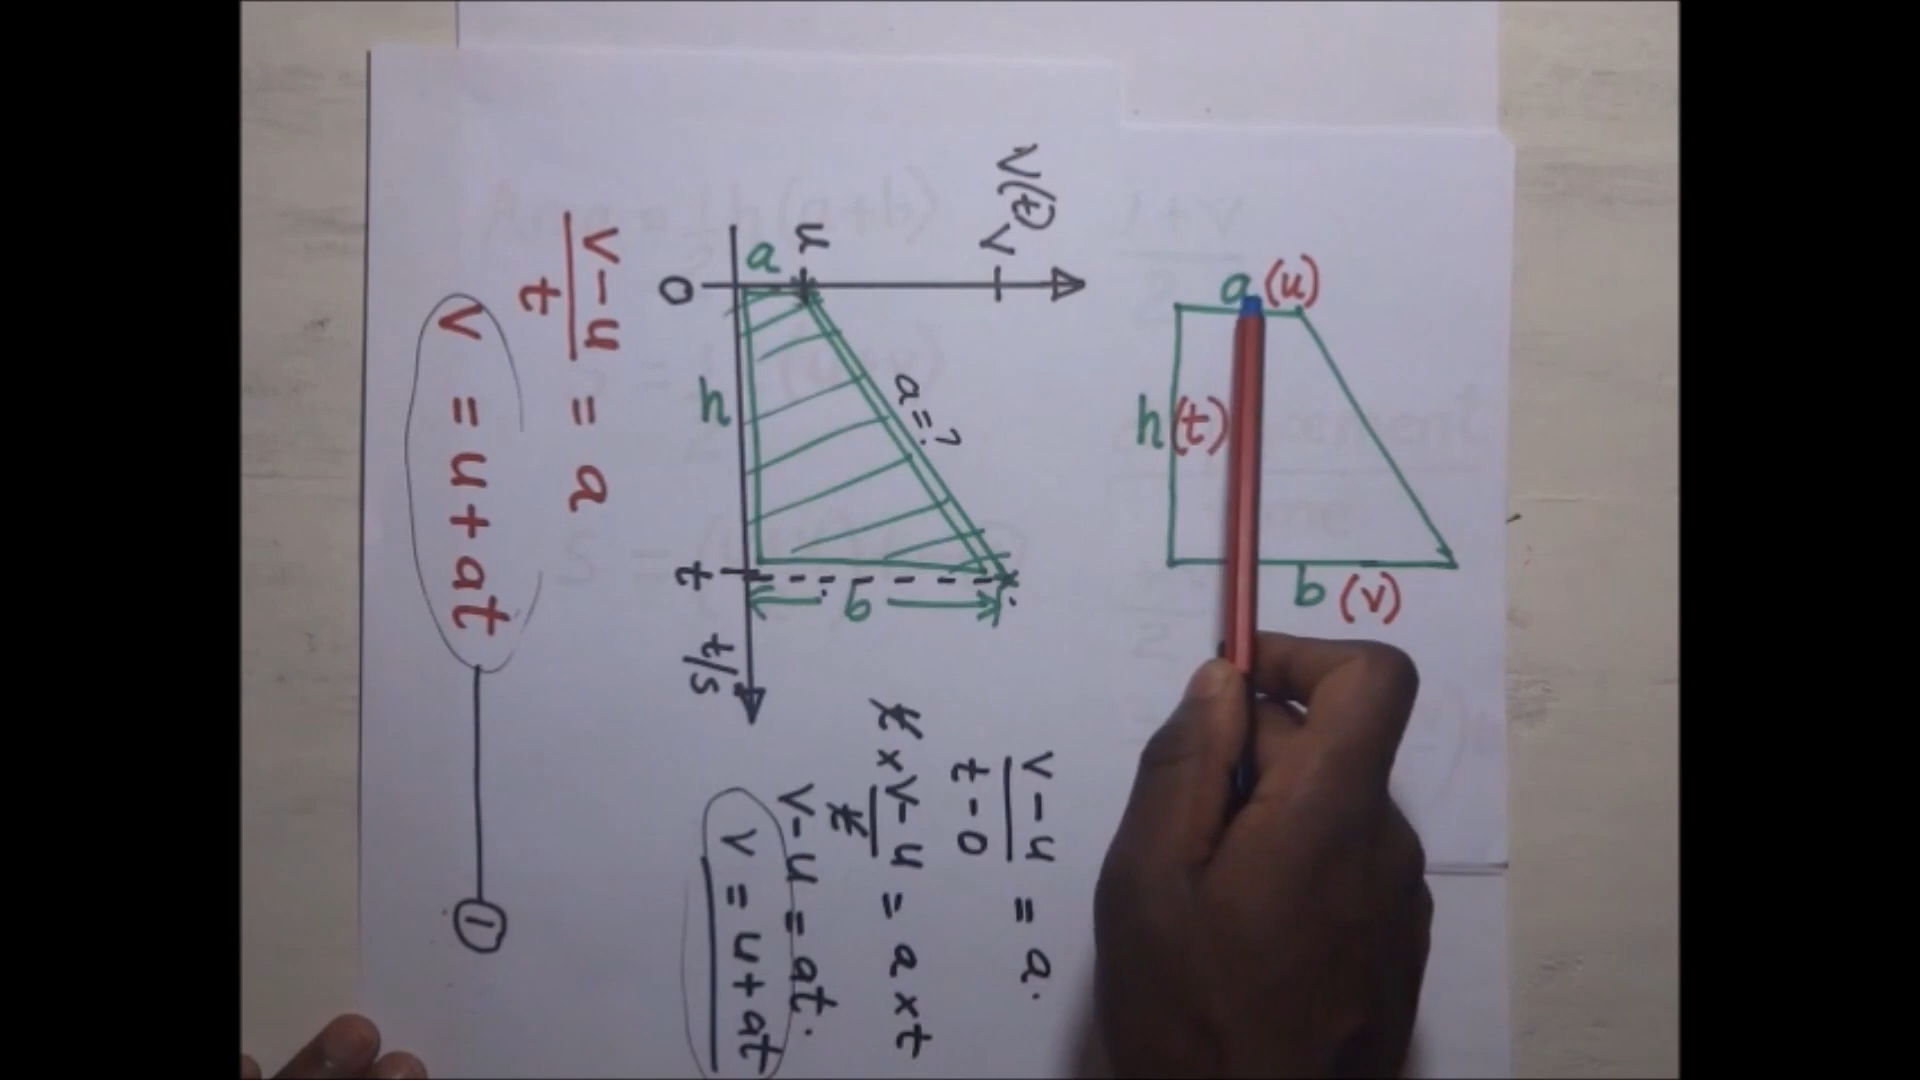 a (u)
h (t)
b (v)
V(t)
v
u
a
0
h
a=?
b
t
t/s
v-u
t-0
= a.
t x v-u
t
= a x t
v-u = at.
v = u + at
v-u
t
= a
v = u + at
1